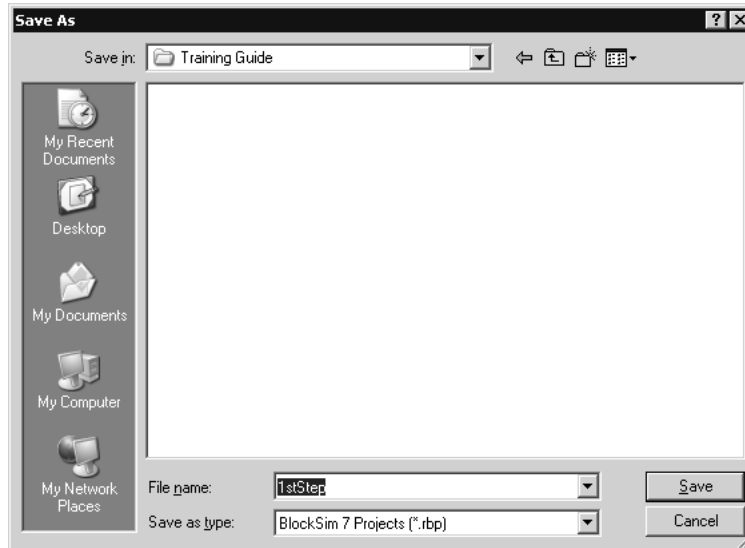 Save As
Save in: Training Guide
My Recent
Documents
Desktop
My Documents
My Computer
My Network
Places
File name: 1stStep Save
Save as type: BlockSim 7 Projects (*.rbp) Cancel